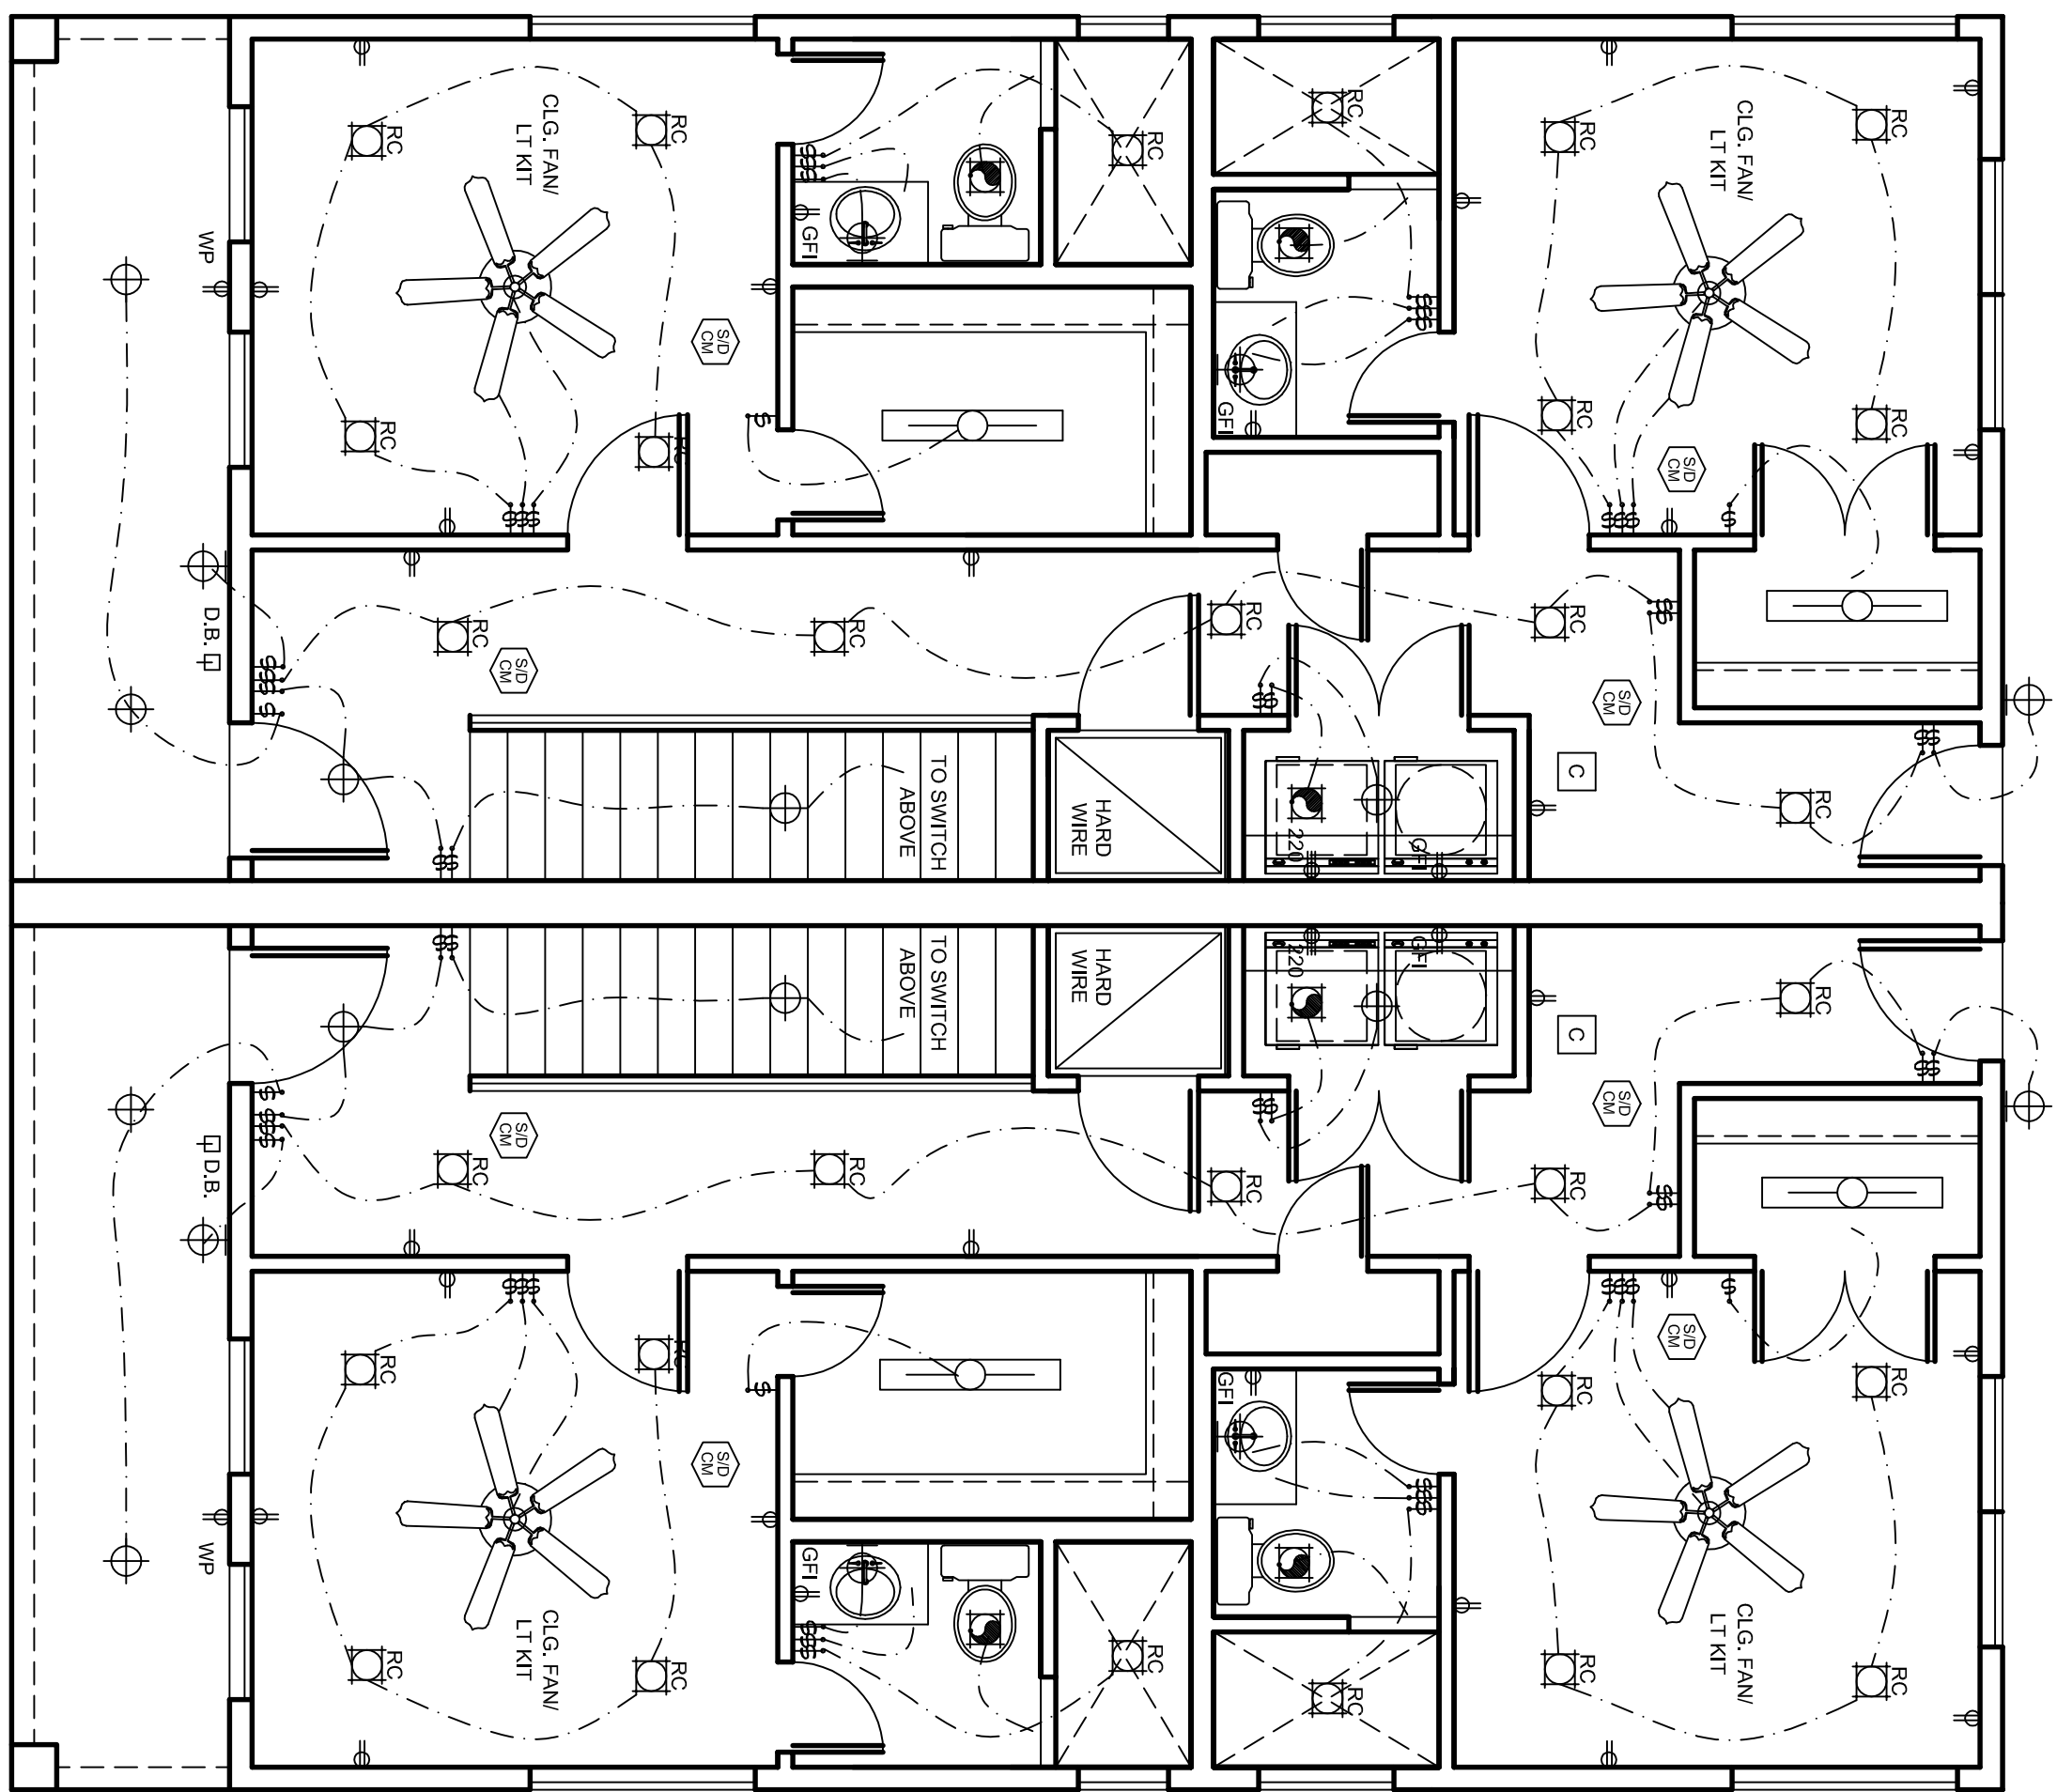 RC
RC
CLG. FAN/
LT KIT
RC
RC
WP
GFI
S/D
CM
RC
RC
RC
RC
CLG. FAN/
LT KIT
RC
RC
GFI
S/D
CM
D.B.
RC
S/D
CM
RC
RC
RC
S/D
CM
TO SWITCH
ABOVE
HARD
WIRE
220
GFI
C
RC
TO SWITCH
ABOVE
HARD
WIRE
220
GFI
C
RC
D.B.
S/D
CM
RC
RC
RC
RC
S/D
CM
RC
RC
S/D
CM
WP
GFI
CLG. FAN/
LT KIT
RC
RC
RC
GFI
RC
S/D
CM
RC
RC
CLG. FAN/
LT KIT
RC
RC